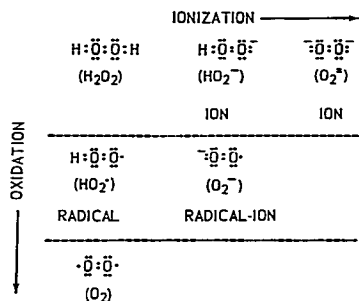 IONIZATION
H:Ö:Ö:H H:Ö:Ö:⁻ ⁻:Ö:Ö:⁻
(H₂O₂) (HO₂⁻) (O₂⁼)
ION ION
OXIDATION
H:Ö:Ö· ⁻:Ö:Ö·
(HO₂·) (O₂⁻)
RADICAL RADICAL-ION
·Ö:Ö·
(O₂)